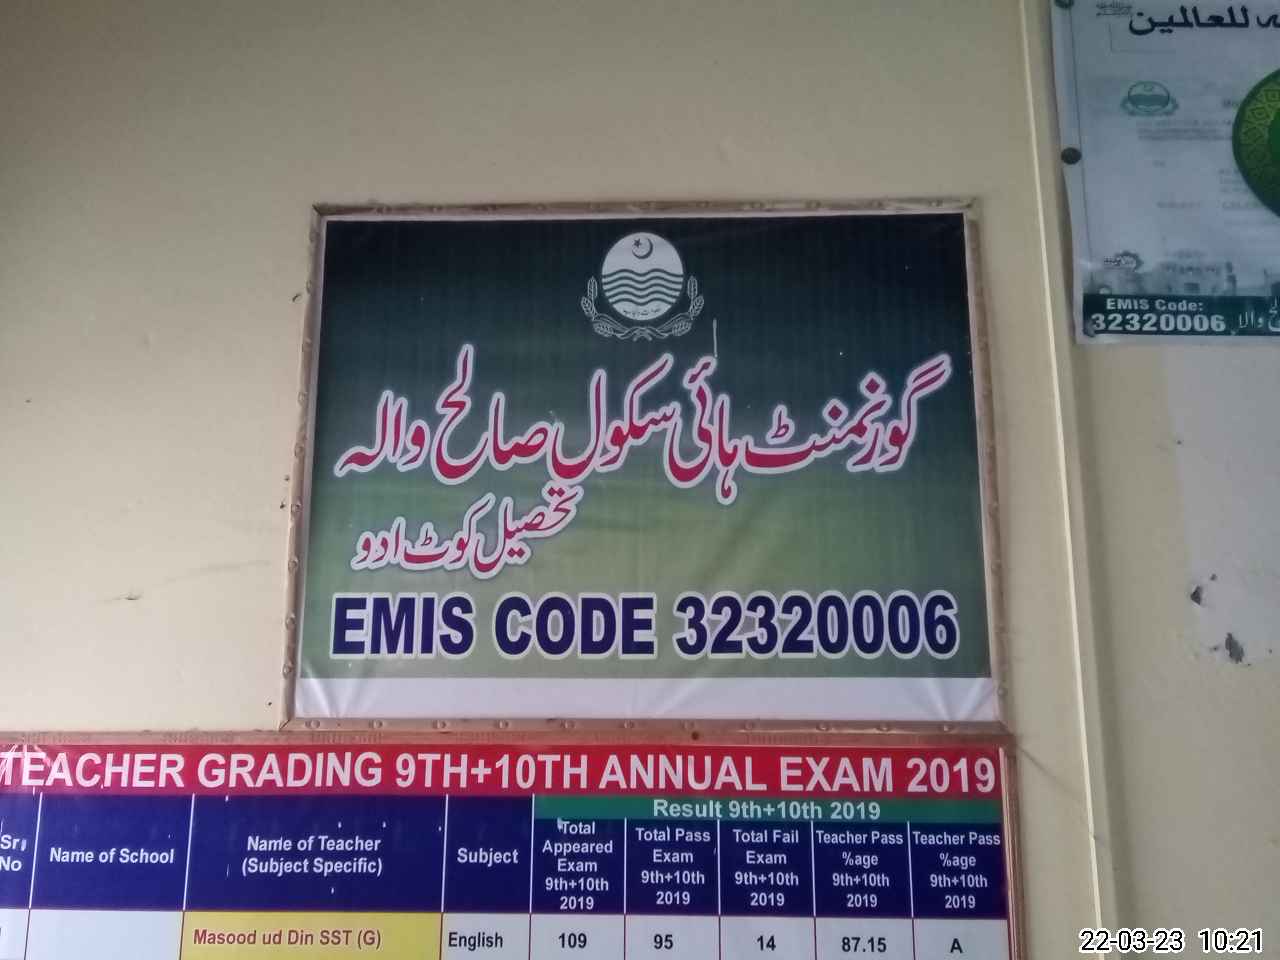 گورنمنٹ ہائی سکول صالح والہ
تحصیل کوٹ ادو
EMIS CODE 32320006
للعالمین
EMIS Code:
32320006
TEACHER GRADING 9TH+10TH ANNUAL EXAM 2019
Result 9th+10th 2019
Sr No
Name of School
Name of Teacher
(Subject Specific)
Subject
Total Appeared Exam 9th+10th 2019
Total Pass Exam 9th+10th 2019
Total Fail Exam 9th+10th 2019
Teacher Pass %age 9th+10th 2019
Teacher Pass %age 9th+10th 2019
Masood ud Din SST (G) English 109 95 14 87.15 A
22-03-23 10:21